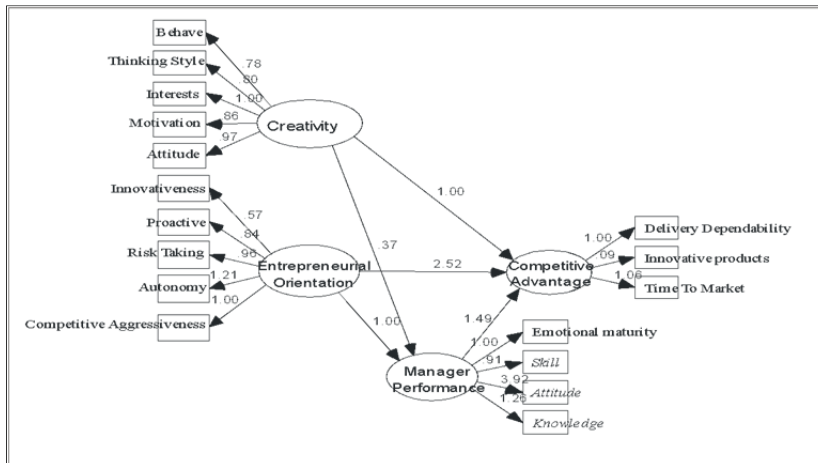 Behave
.78
Thinking Style
.80
Interests
1.00
Motivation
.86
Creativity
Attitude
.97
Innovativeness
.57
1.00
Proactive
.84
.37
Delivery Dependability
1.00
Risk Taking
.96
Entrepreneurial
Orientation
2.52
Competitive
Advantage
.09
Innovative products
1.06
Time To Market
Autonomy
1.21
1.00
Competitive Aggressiveness
1.00
1.49
Emotional maturity
1.00
.91
Skill
Manager
Performance
3.92
Attitude
1.26
Knowledge